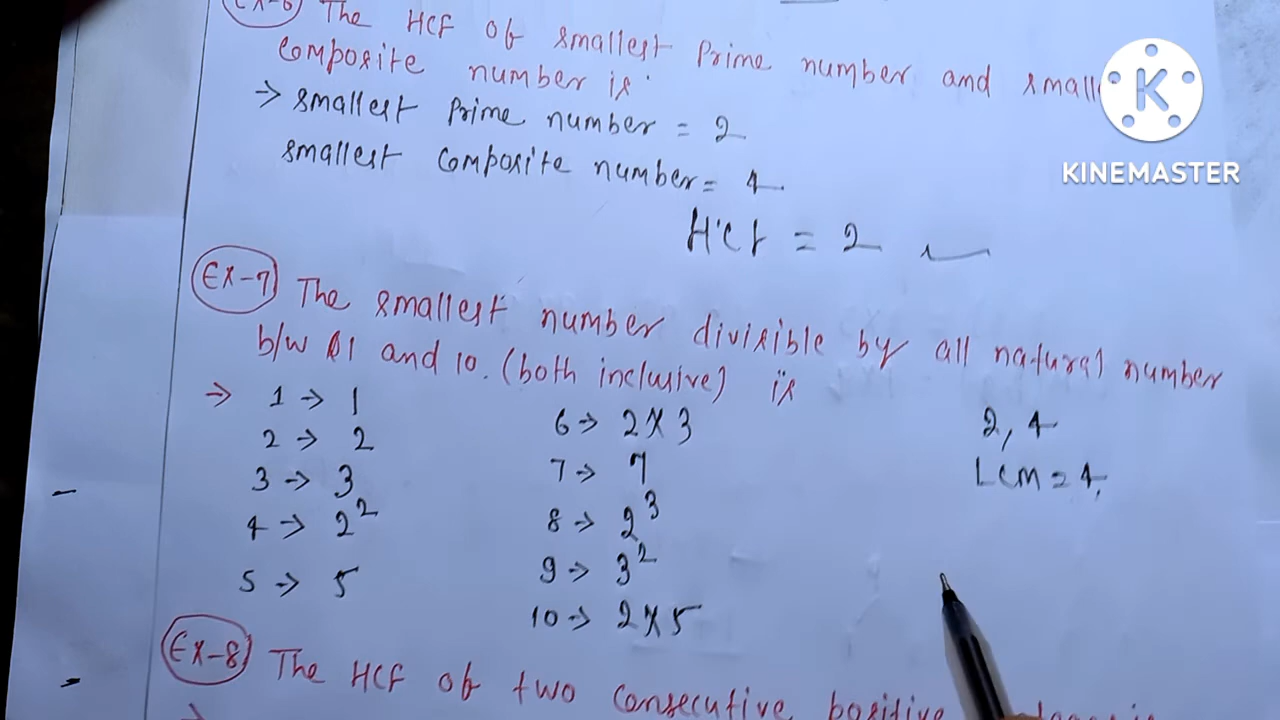 Ex-6 The HCF of smallest Prime number and small
composite number is
→ smallest Prime number = 2
smallest composite number = 4
HCF = 2
Ex-7 The smallest number divisible by all natural number
b/w 1 and 10. (both inclusive) is
→ 1 → 1
2 → 2
3 → 3
4 → 2²
5 → 5
6 → 2×3
7 → 7
8 → 2³
9 → 3²
10 → 2×5
2, 4
LCM = 4
Ex-8 The HCF of two consecutive positive
K
KINEMASTER